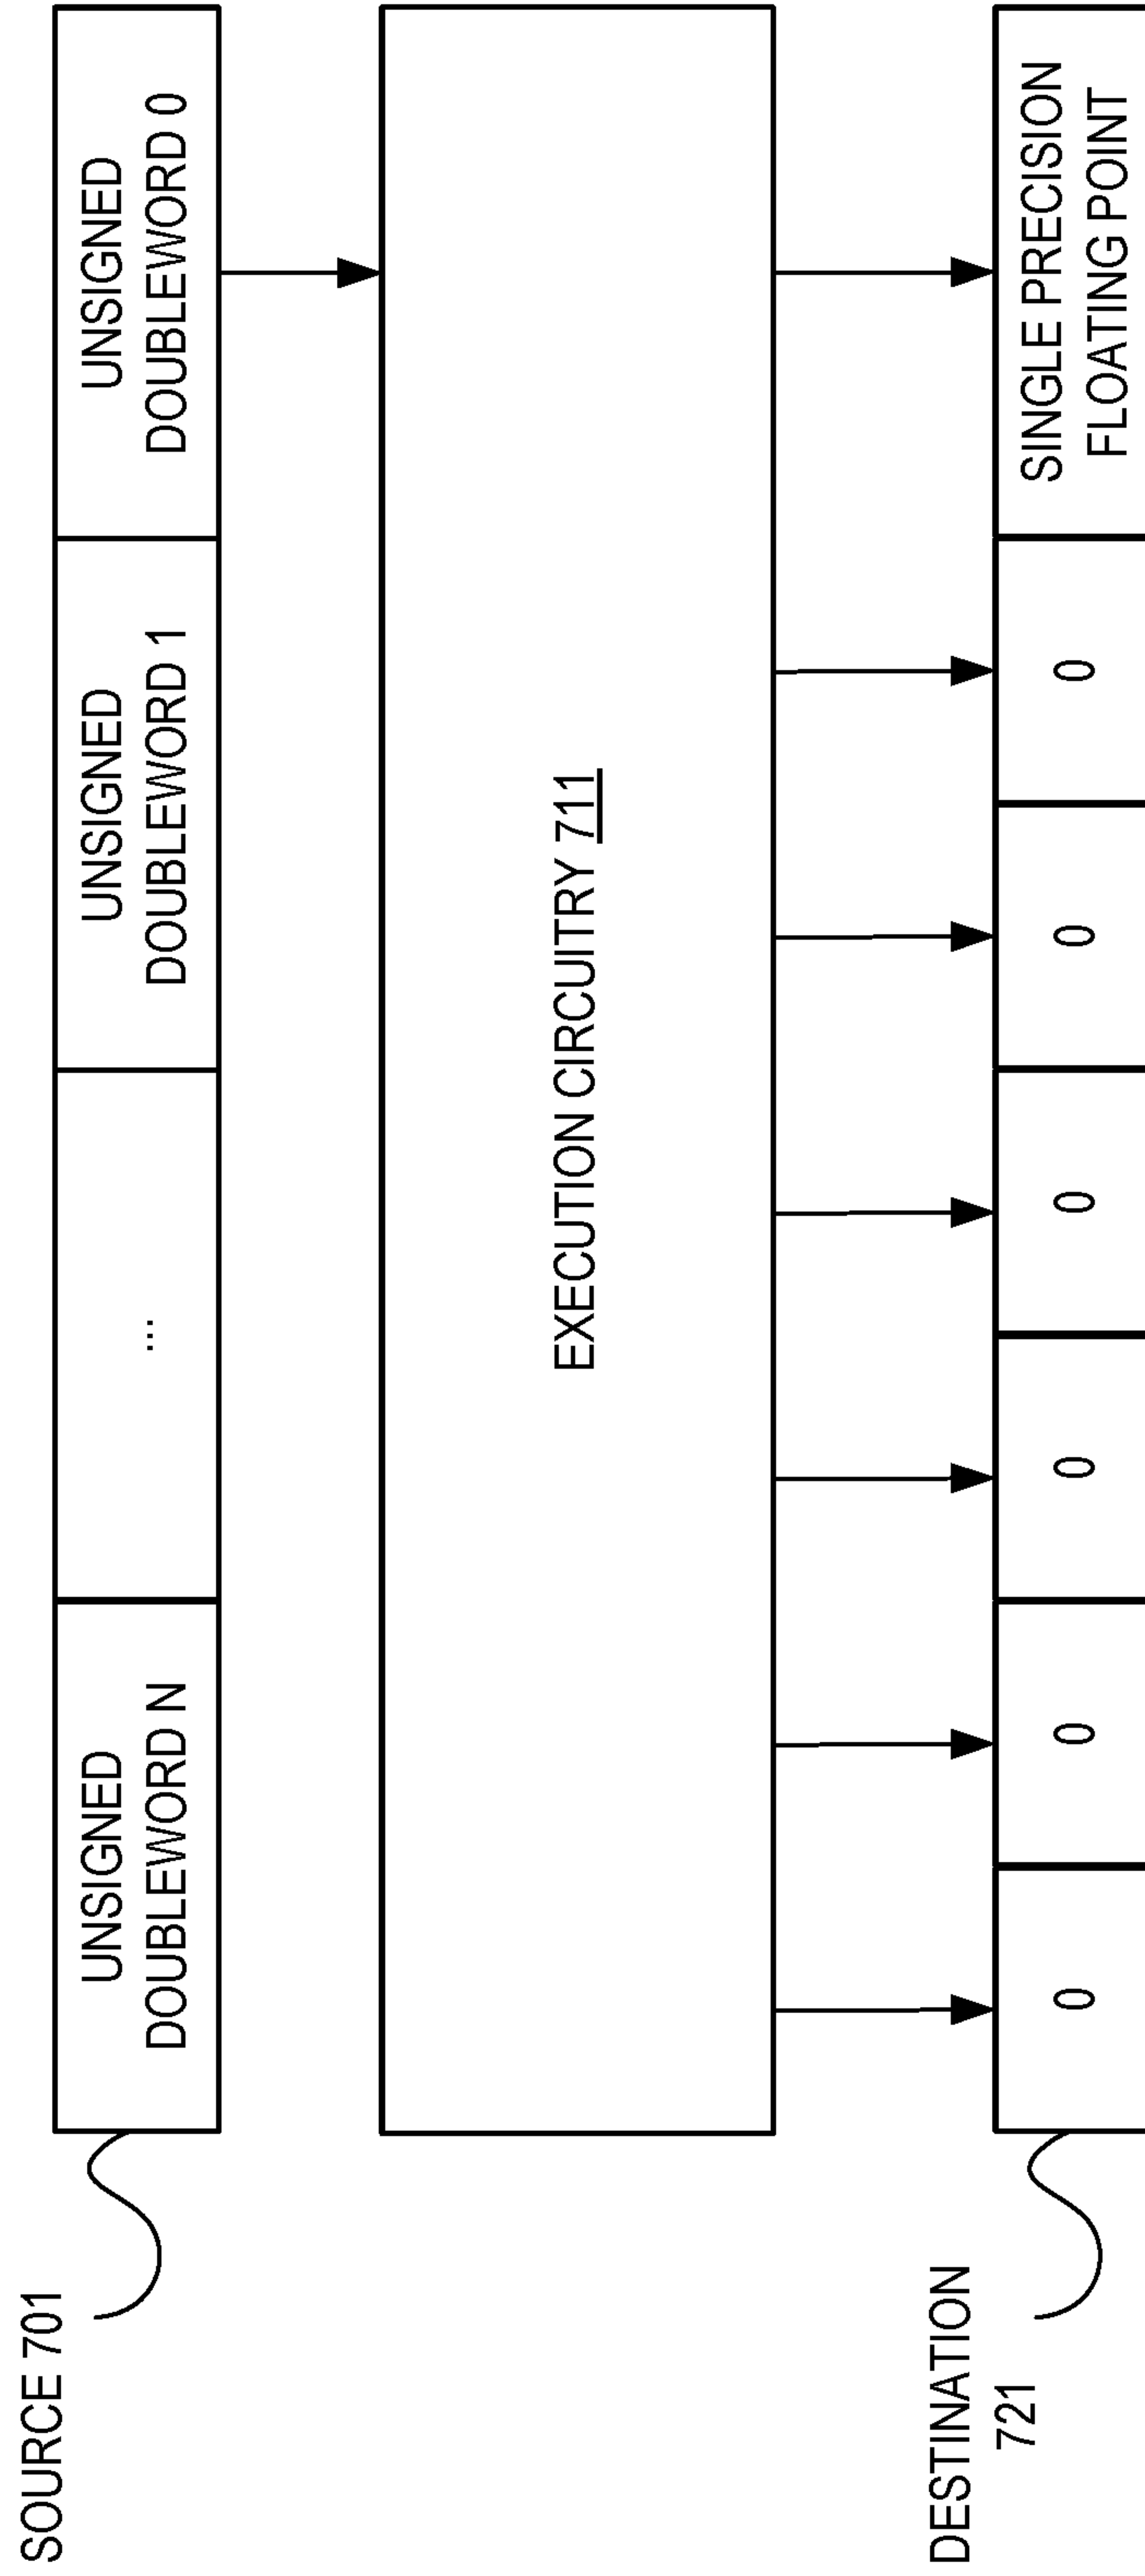 SOURCE 701
UNSIGNED
DOUBLEWORD N
...
UNSIGNED
DOUBLEWORD 1
UNSIGNED
DOUBLEWORD 0
EXECUTION CIRCUITRY 711
DESTINATION
721
0
0
0
0
0
0
SINGLE PRECISION
FLOATING POINT